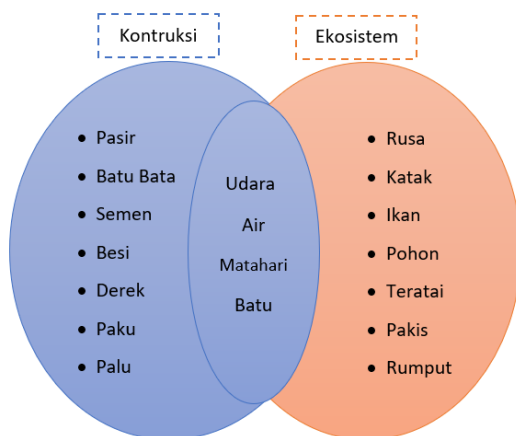 Kontruksi
Ekosistem
Pasir
Batu Bata
Semen
Besi
Derek
Paku
Palu
Udara
Air
Matahari
Batu
Rusa
Katak
Ikan
Pohon
Teratai
Pakis
Rumput